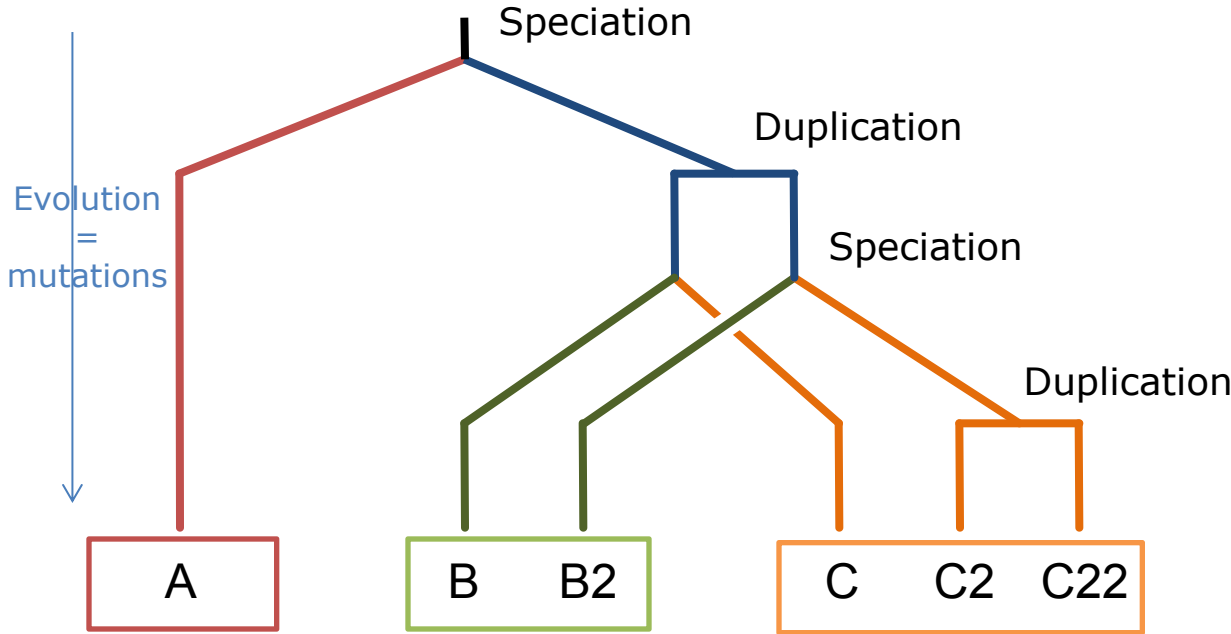 Speciation
Duplication
Evolution
=
mutations
Speciation
Duplication
A B B2 C C2 C22